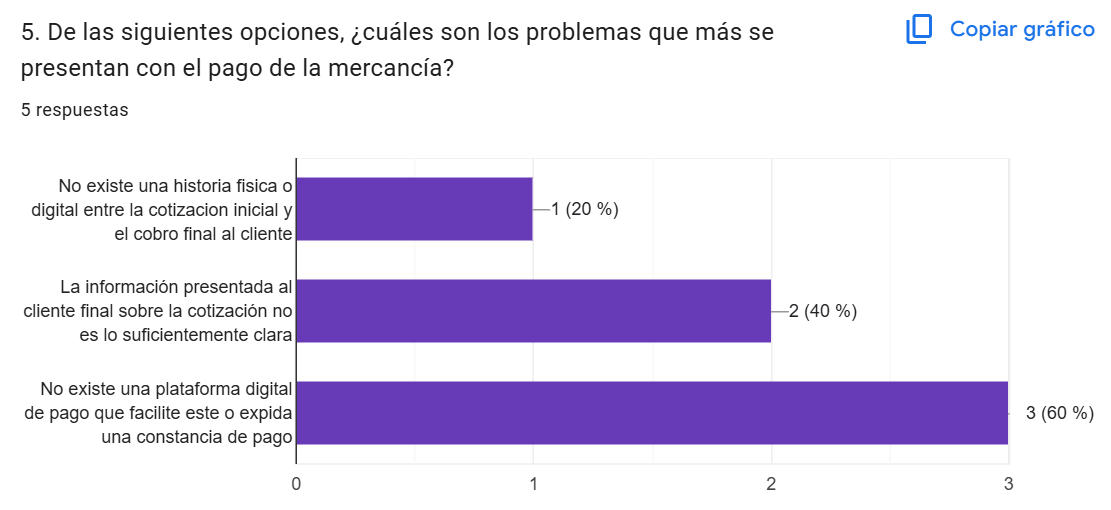 5. De las siguientes opciones, ¿cuáles son los problemas que más se
presentan con el pago de la mercancía?
Copiar gráfico
5 respuestas
No existe una historia fisica o
digital entre la cotizacion inicial y
el cobro final al cliente
1 (20 %)
La información presentada al
cliente final sobre la cotización no
es lo suficientemente clara
2 (40 %)
No existe una plataforma digital
de pago que facilite este o expida
una constancia de pago
3 (60 %)
0
1
2
3